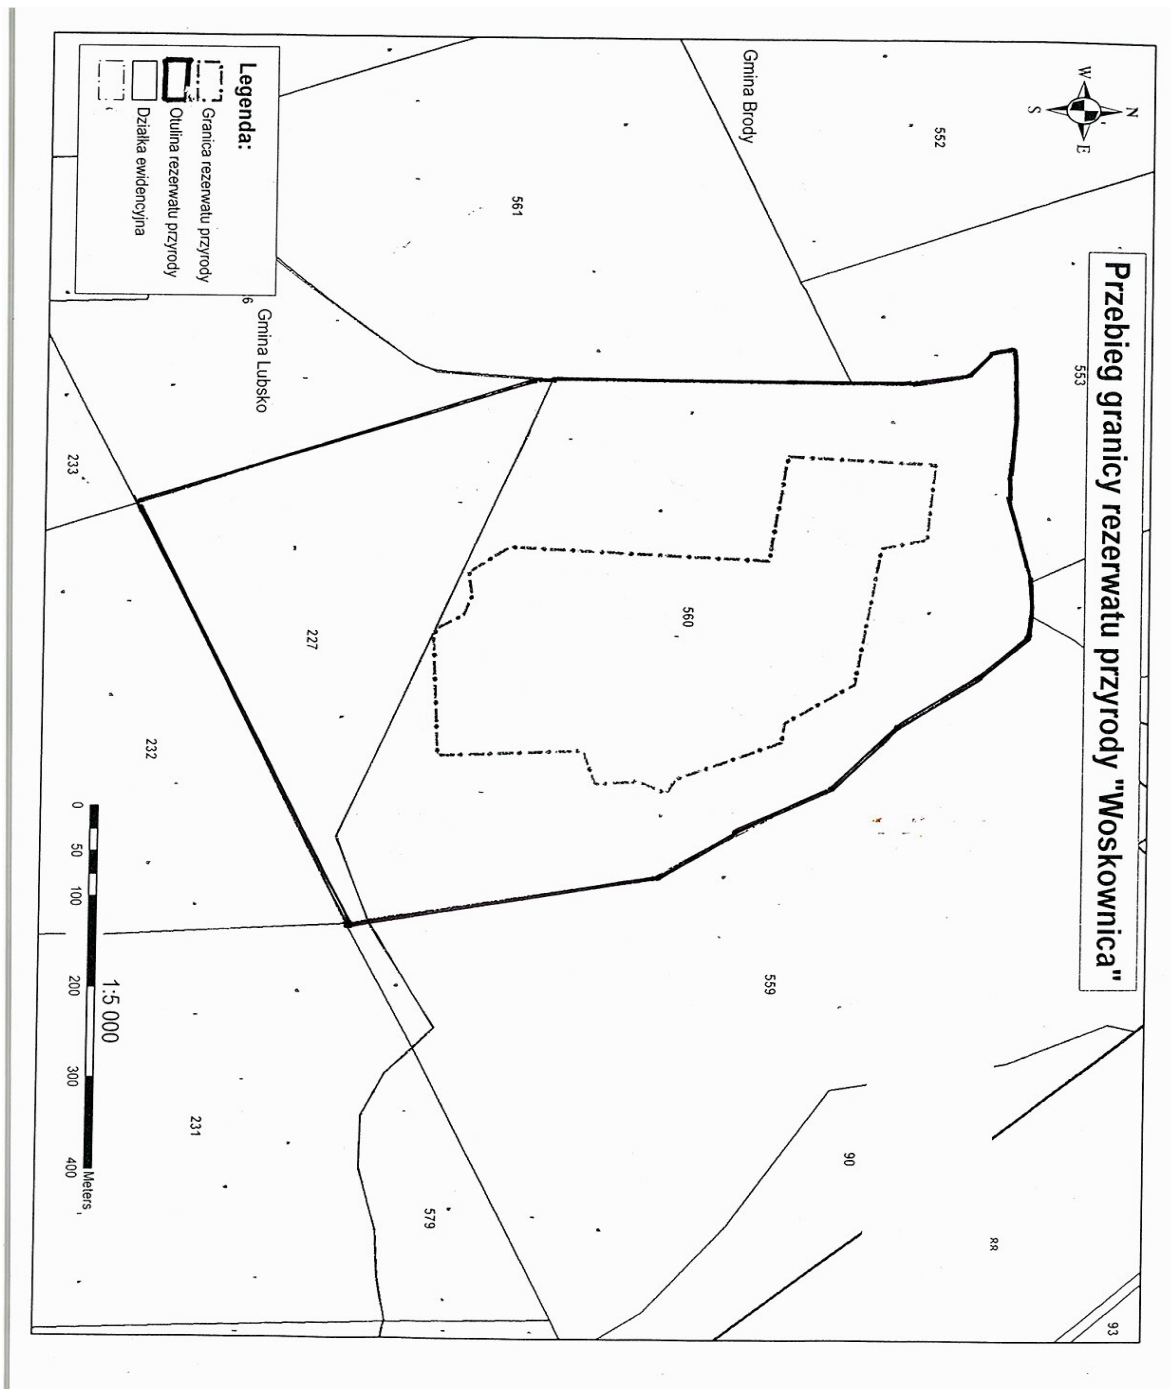 Przebieg granicy rezerwatu przyrody "Woskownica"
N
W
E
S
553
552
Gmina Brody
561
560
559
Gmina Lubsko
6
227
233
232
231
579
90
88
93
Legenda:
Granica rezerwatu przyrody
Otulina rezerwatu przyrody
Działka ewidencyjna
1:5 000
0 50 100 200 300 400
Meters